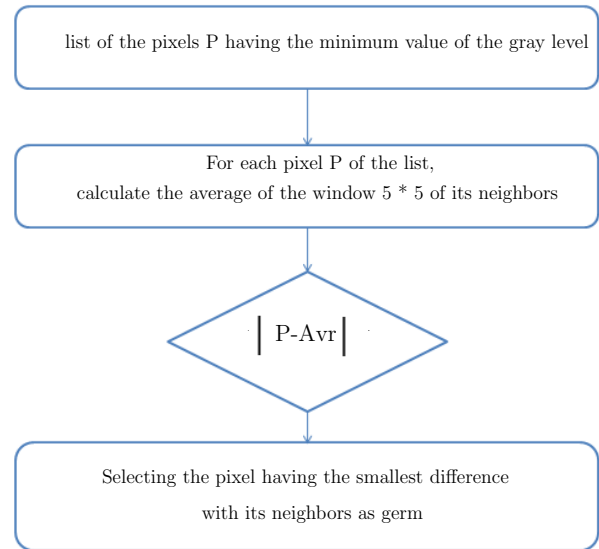 list of the pixels P having the minimum value of the gray level
For each pixel P of the list,
calculate the average of the window 5 * 5 of its neighbors
| P-Avr |
Selecting the pixel having the smallest difference
with its neighbors as germ